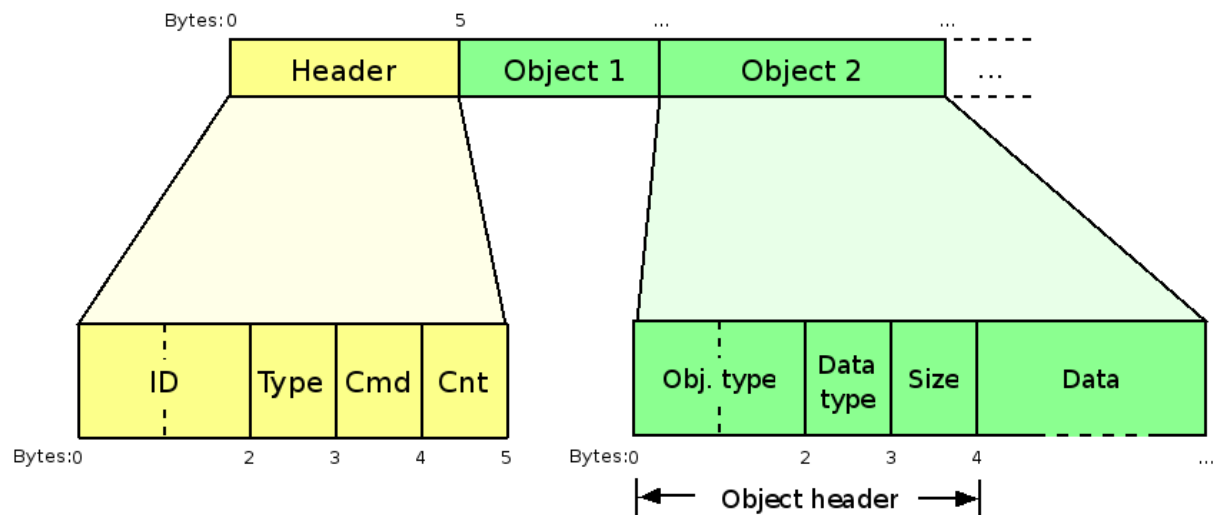 Bytes:0 5 ... ...
Header Object 1 Object 2 ...
ID Type Cmd Cnt
Obj. type Data type Size Data
Bytes:0 2 3 4 5
Bytes:0 2 3 4 ...
Object header